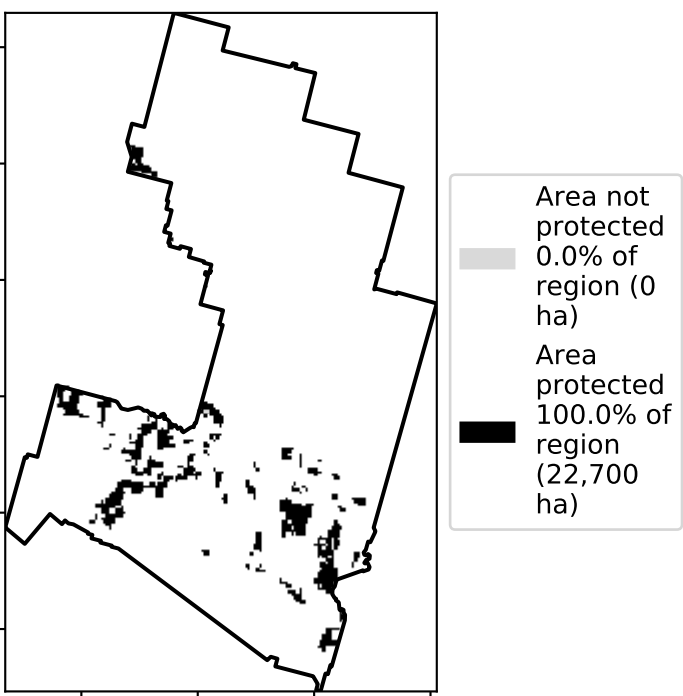 Area not
protected
0.0% of
region (0
ha)
Area
protected
100.0% of
region
(22,700
ha)